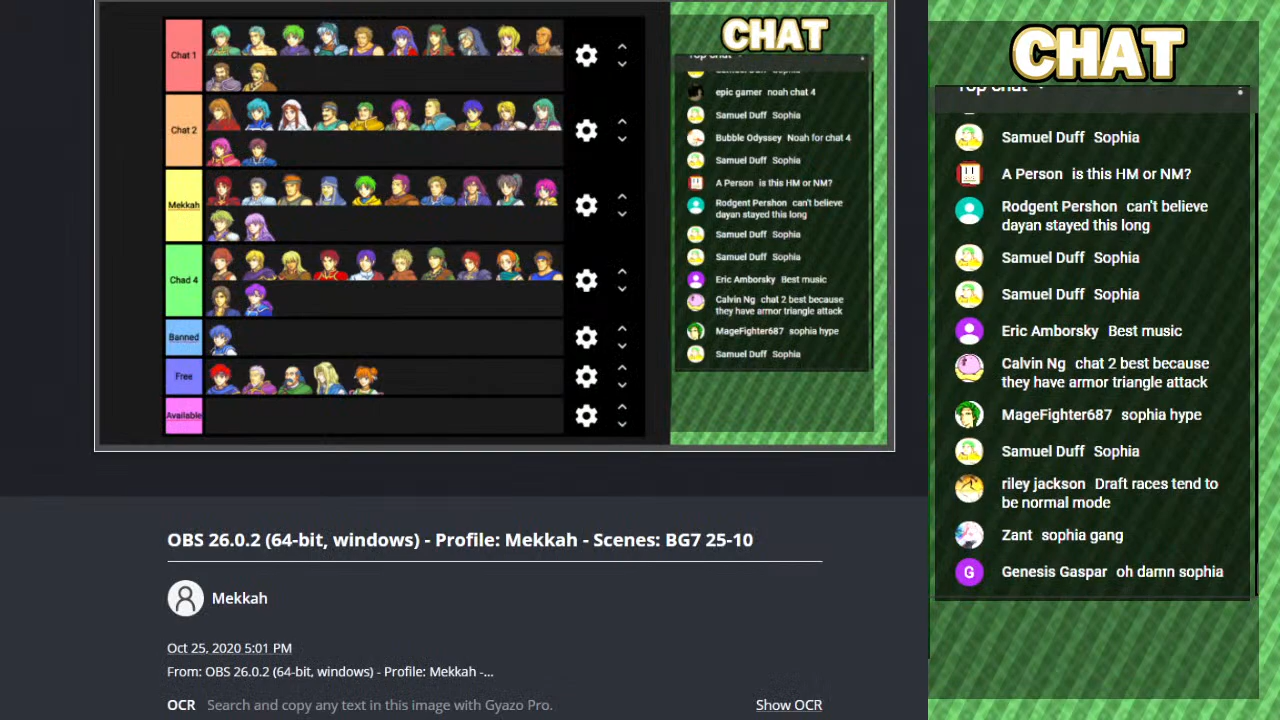 Chat 1
Chat 2
Mekkah
Chad 4
Banned
Free
Available
CHAT
Samuel Duff Sophia
epic gamer noah chat 4
Samuel Duff Sophia
Bubble Odyssey Noah for chat 4
Samuel Duff Sophia
A Person is this HM or NM?
Rodgent Pershon can't believe
dayan stayed this long
Samuel Duff Sophia
Samuel Duff Sophia
Eric Amborsky Best music
Calvin Ng chat 2 best because
they have armor triangle attack
MageFighter687 sophia hype
Samuel Duff Sophia
OBS 26.0.2 (64-bit, windows) - Profile: Mekkah - Scenes: BG7 25-10
Mekkah
Oct 25, 2020 5:01 PM
From: OBS 26.0.2 (64-bit, windows) - Profile: Mekkah -...
OCR Search and copy any text in this image with Gyazo Pro.
Show OCR
CHAT
Top chat
Samuel Duff Sophia
A Person is this HM or NM?
Rodgent Pershon can't believe
dayan stayed this long
Samuel Duff Sophia
Samuel Duff Sophia
Eric Amborsky Best music
Calvin Ng chat 2 best because
they have armor triangle attack
MageFighter687 sophia hype
Samuel Duff Sophia
riley jackson Draft races tend to
be normal mode
Zant sophia gang
G
Genesis Gaspar oh damn sophia